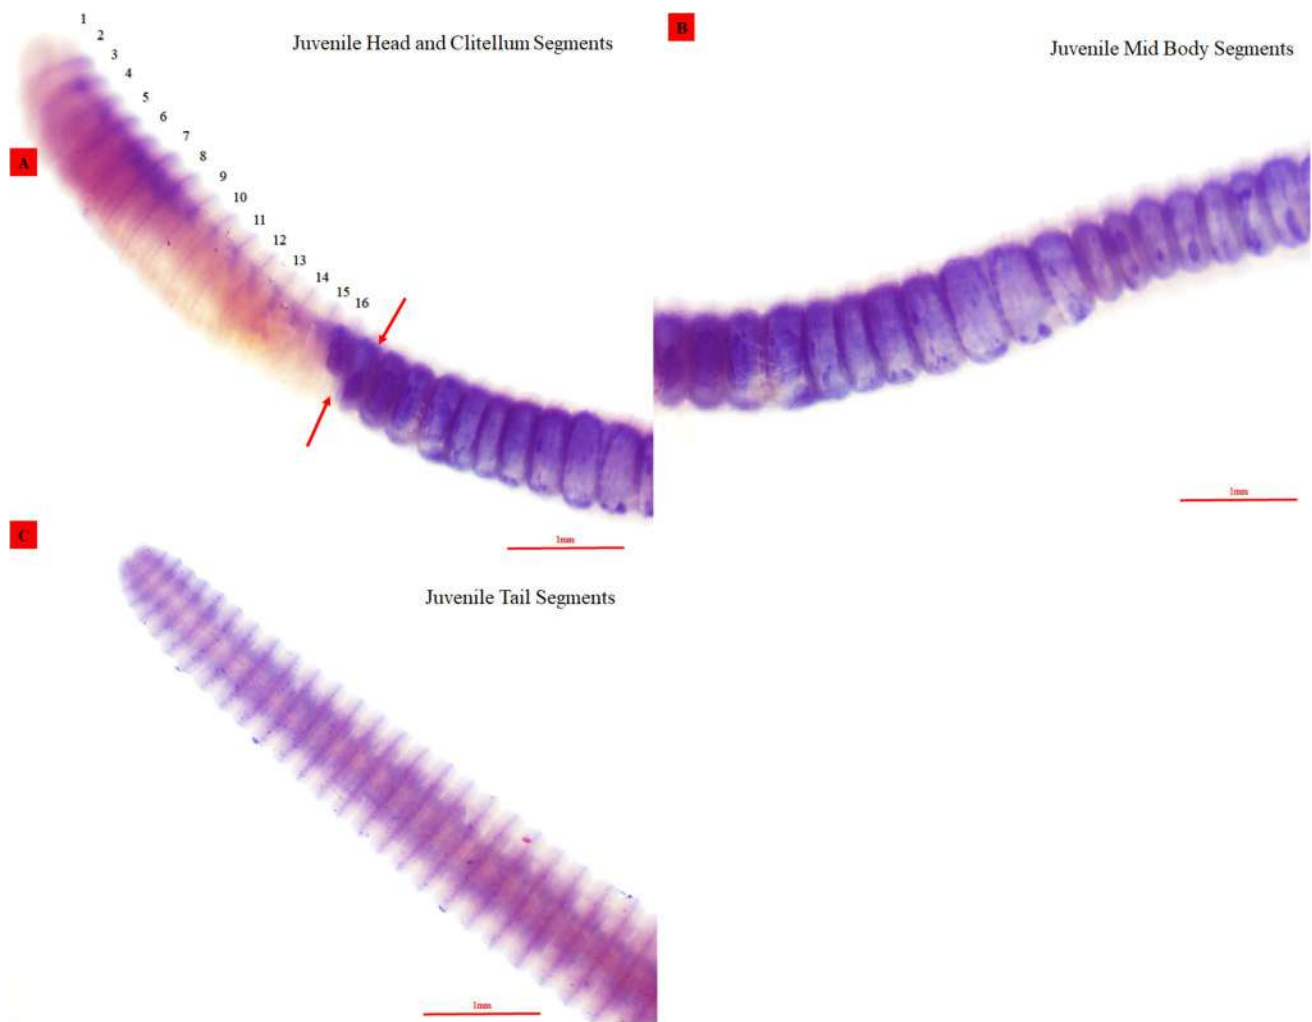 A
Juvenile Head and Clitellum Segments
1
2
3
4
5
6
7
8
9
10
11
12
13
14
15
16
1mm
B
Juvenile Mid Body Segments
1mm
C
Juvenile Tail Segments
1mm